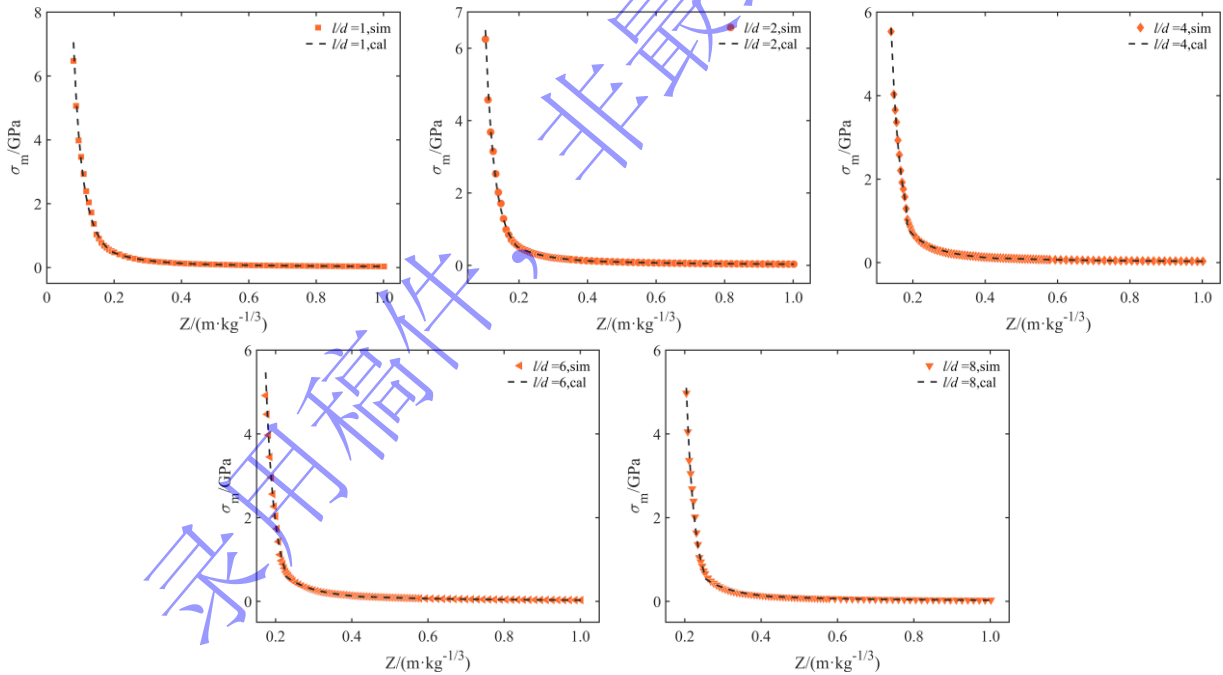 l/d =1,sim
l/d =1,cal
8
6
4
2
0
σm/GPa
0
0.2
0.4
0.6
0.8
1.0
Z/(m·kg-1/3)
l/d =2,sim
l/d =2,cal
7
6
4
2
0
σm/GPa
0.2
0.4
0.6
0.8
1.0
Z/(m·kg-1/3)
l/d =4,sim
l/d =4,cal
6
4
2
0
σm/GPa
0.2
0.4
0.6
0.8
1.0
Z/(m·kg-1/3)
l/d =6,sim
l/d =6,cal
6
4
2
0
σm/GPa
0.2
0.4
0.6
0.8
1.0
Z/(m·kg-1/3)
l/d =8,sim
l/d =8,cal
6
4
2
0
σm/GPa
0.2
0.4
0.6
0.8
1.0
Z/(m·kg-1/3)
录用稿件，非最